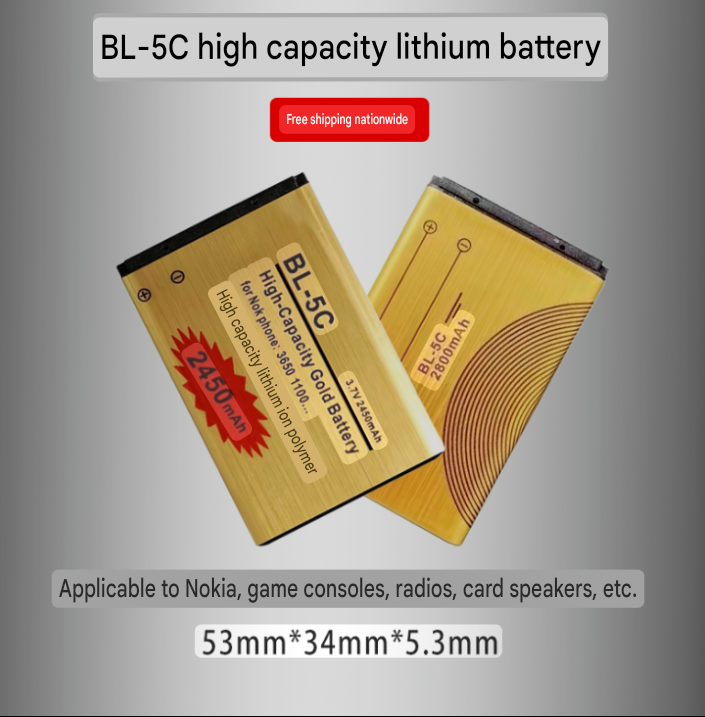 BL-5C high capacity lithium battery
Free shipping nationwide
BL-5C
High-Capacity Gold Battery
for Nok phone: 3650 1100...
High capacity lithium ion polymer
3.7V 2450mAh
2450mAh
BL-5C
2800mAh
Applicable to Nokia, game consoles, radios, card speakers, etc.
53mm*34mm*5.3mm